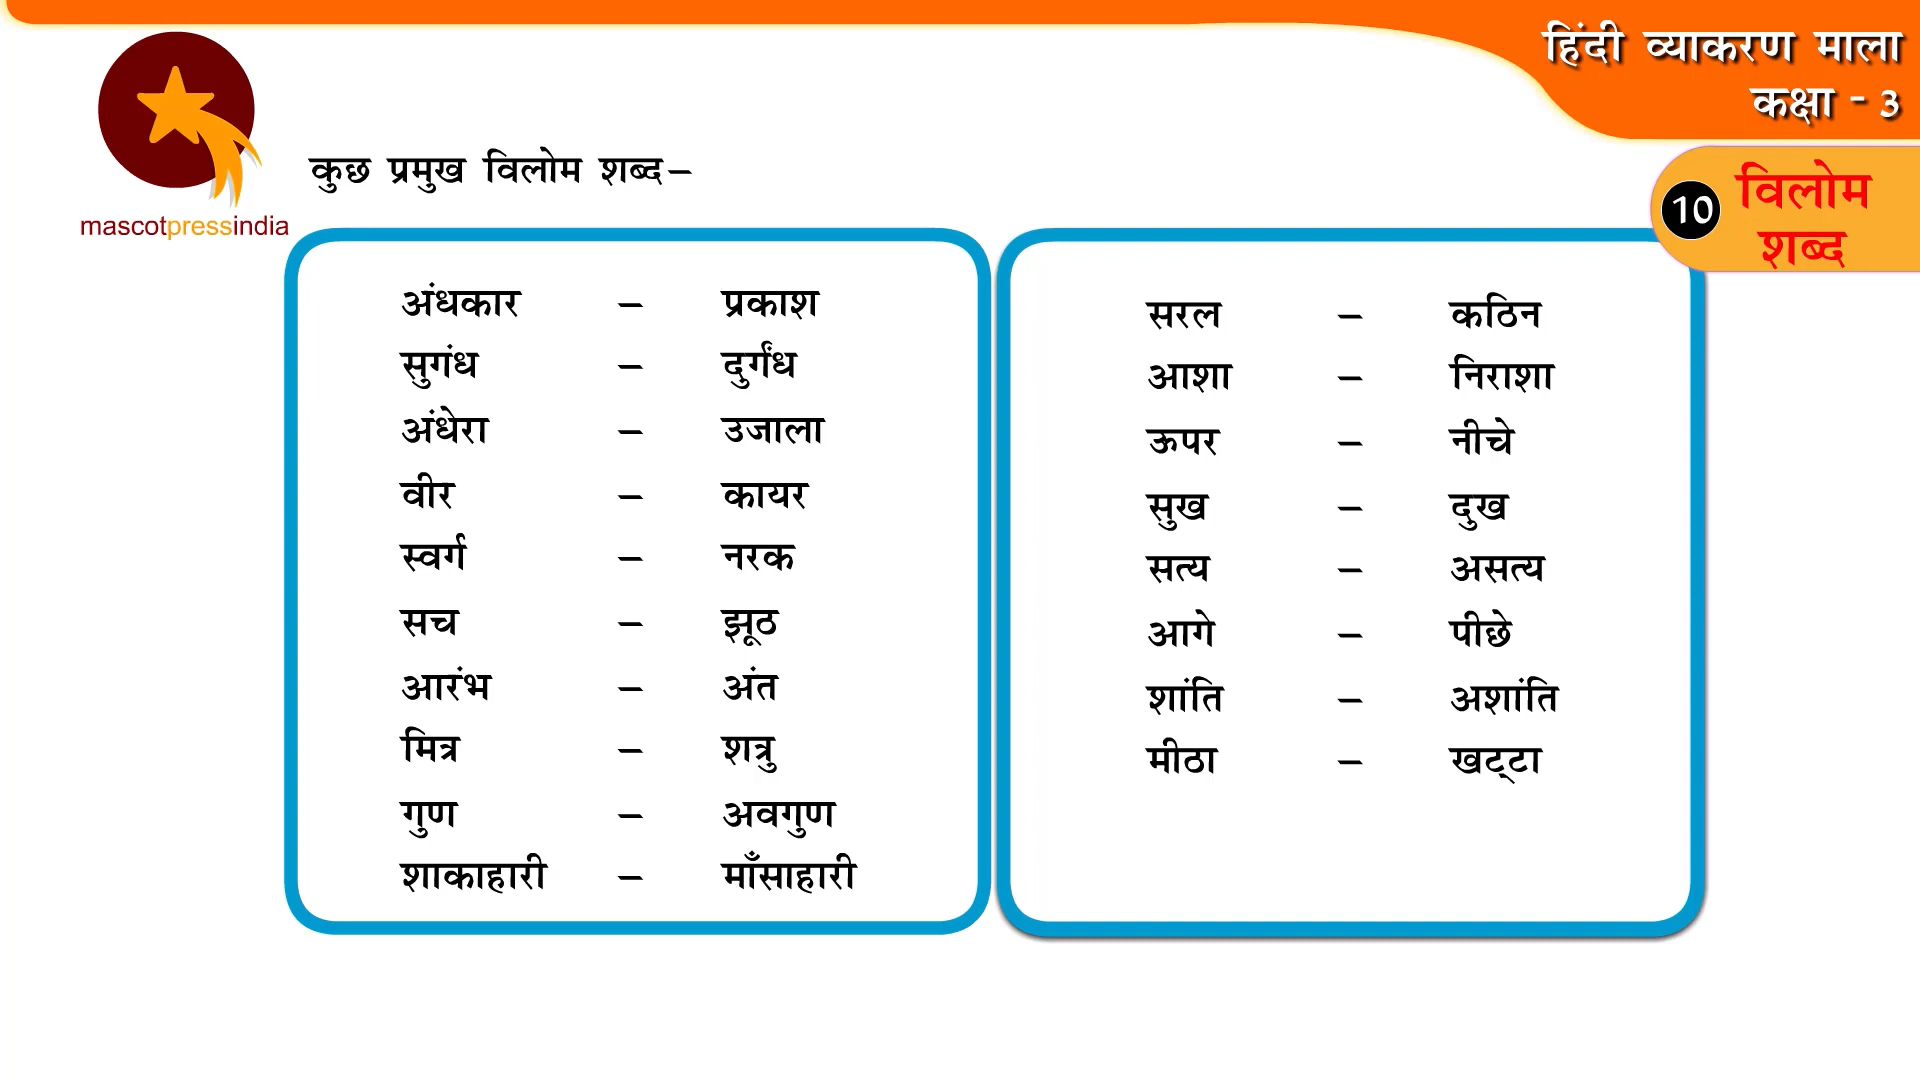 हिंदी व्याकरण माला
कक्षा - 3
mascotpressindia
10 विलोम
शब्द
कुछ प्रमुख विलोम शब्द–
अंधकार – प्रकाश
सुगंध – दुर्गंध
अंधेरा – उजाला
वीर – कायर
स्वर्ग – नरक
सच – झूठ
आरंभ – अंत
मित्र – शत्रु
गुण – अवगुण
शाकाहारी – माँसाहारी
सरल – कठिन
आशा – निराशा
ऊपर – नीचे
सुख – दुख
सत्य – असत्य
आगे – पीछे
शांति – अशांति
मीठा – खट्‌टा